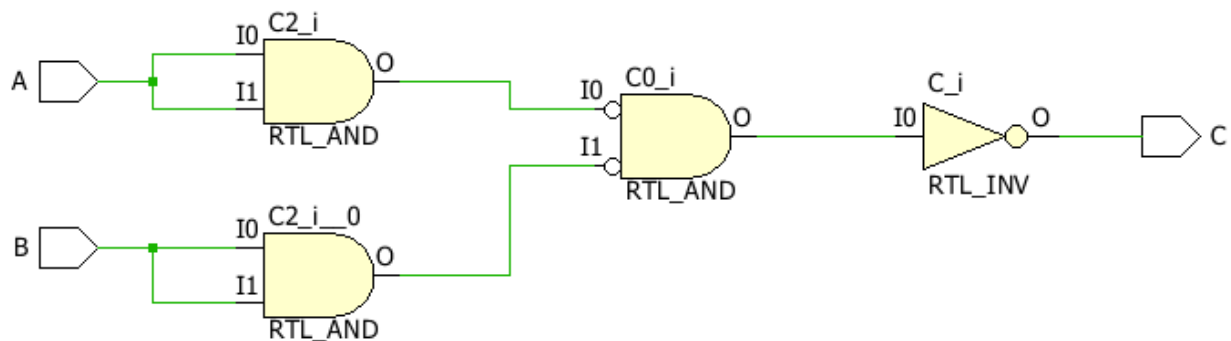 C2_i
I0
A
O
I1
RTL_AND
C0_i
I0
O
I1
RTL_AND
C_i
I0
O
RTL_INV
C
C2_i__0
I0
B
O
I1
RTL_AND